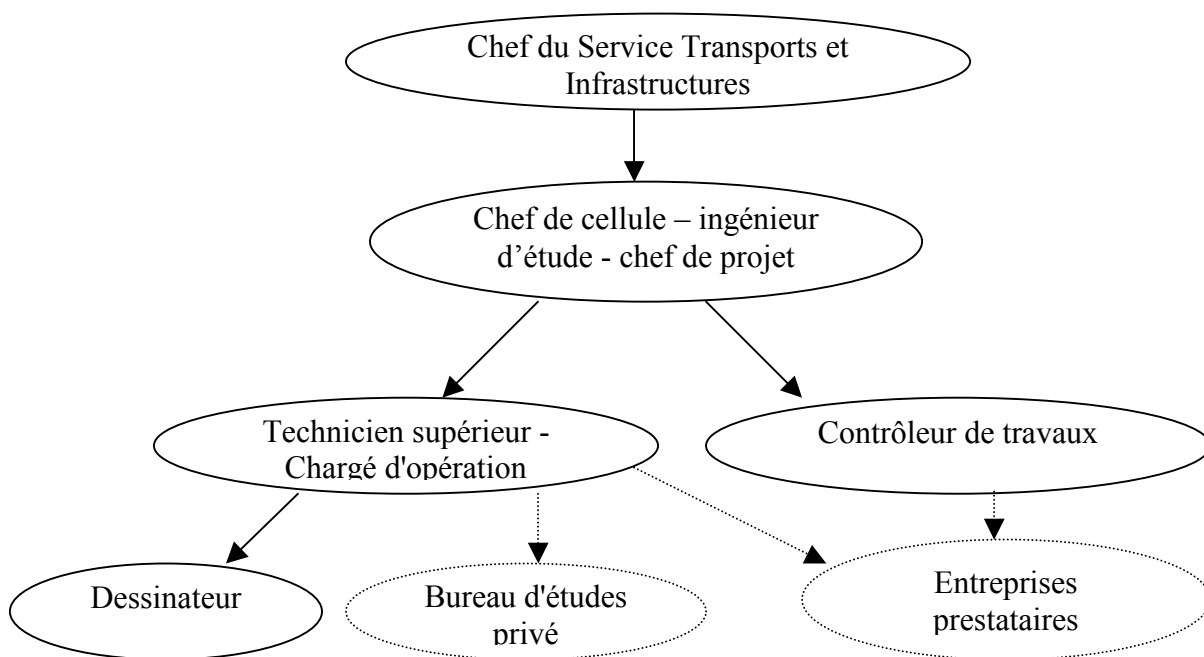 Chef du Service Transports et
Infrastructures
Chef de cellule – ingénieur
d’étude - chef de projet
Technicien supérieur -
Chargé d'opération
Contrôleur de travaux
Dessinateur
Bureau d'études
privé
Entreprises
prestataires